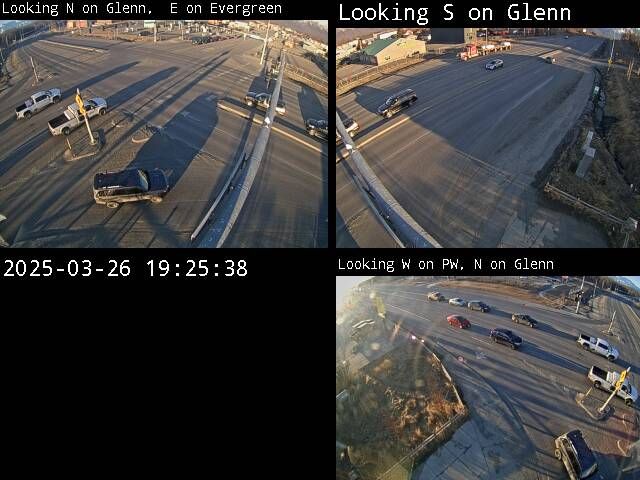 Looking N on Glenn,  E on Evergreen
Looking S on Glenn
2025-03-26 19:25:38
Looking W on PW, N on Glenn